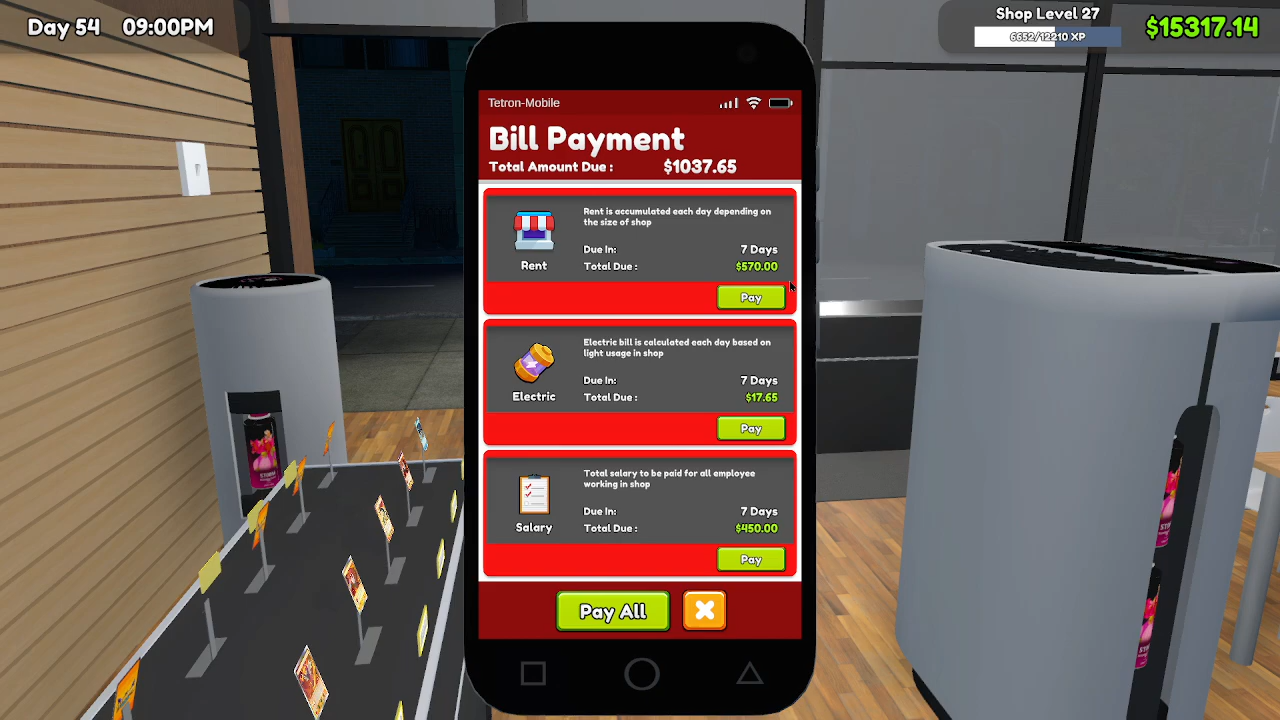 Day 54 09:00PM
Shop Level 27
6652/12210 XP
$15317.14
Tetron-Mobile
Bill Payment
Total Amount Due : $1037.65
Rent is accumulated each day depending on
the size of shop
Due In: 7 Days
Total Due : $570.00
Rent
Pay
Electric bill is calculated each day based on
light usage in shop
Due In: 7 Days
Total Due : $17.65
Electric
Pay
Total salary to be paid for all employee
working in shop
Due In: 7 Days
Total Due : $450.00
Salary
Pay
Pay All